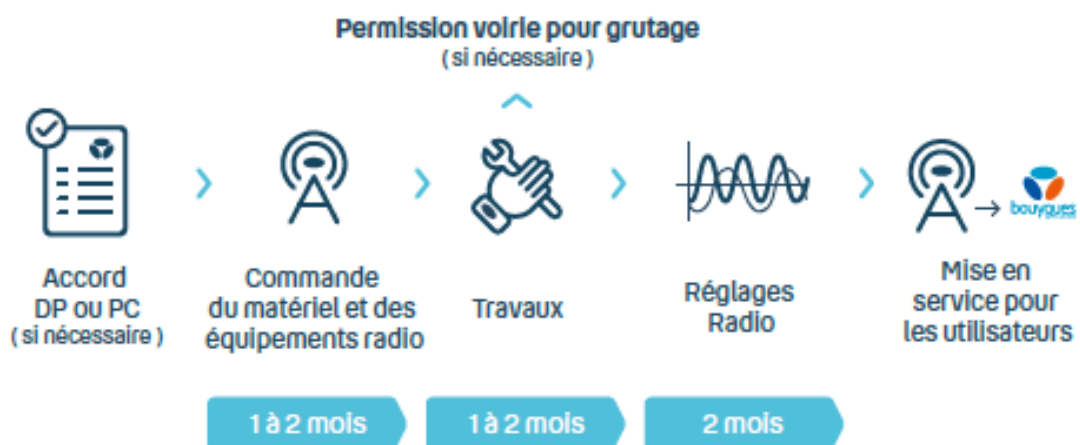 Permission voirie pour grutage
( si nécessaire )
Accord
DP ou PC
( si nécessaire )
Commande
du matériel et des
équipements radio
Travaux
Réglages
Radio
bouygues
Mise en
service pour
les utilisateurs
1 à 2 mois
1 à 2 mois
2 mois